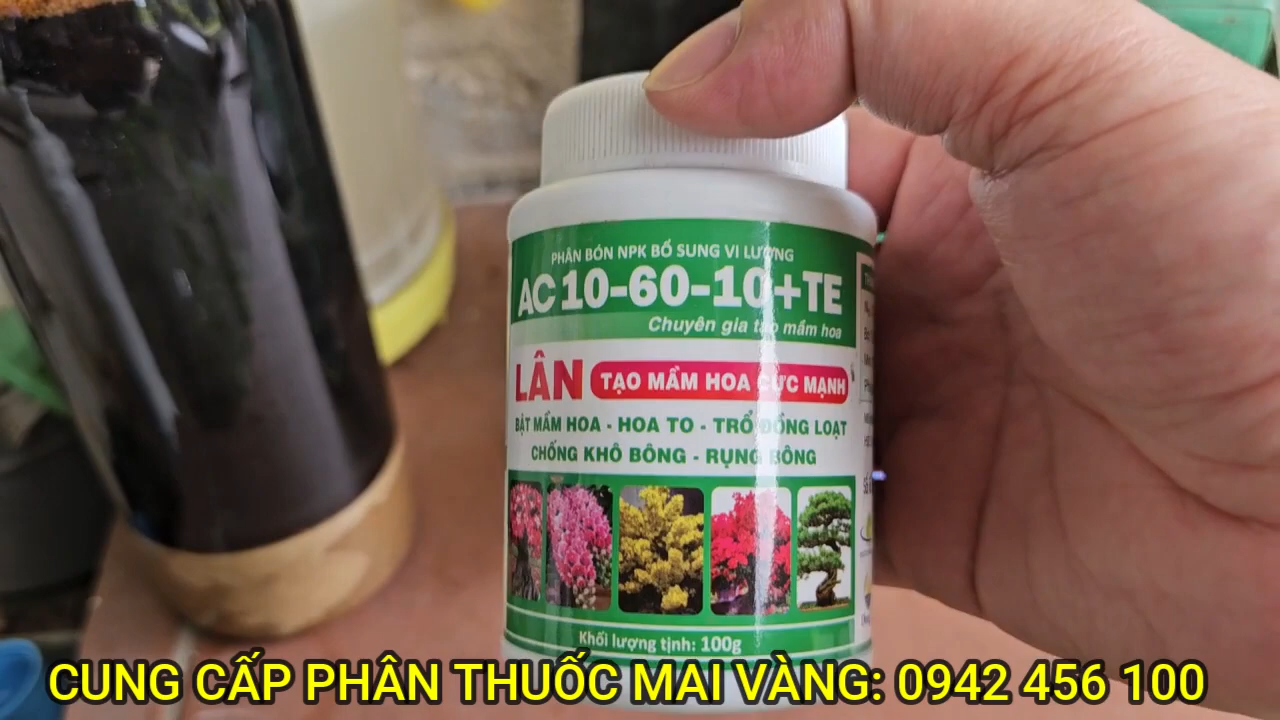 PHÂN BÓN NPK BỔ SUNG VI LƯỢNG
AC 10-60-10+TE
Chuyên gia tạo mầm hoa
LÂN TẠO MẦM HOA CỰC MẠNH
BẬT MẦM HOA - HOA TO - TRỔ ĐỒNG LOẠT
CHỐNG KHÔ BÔNG - RỤNG BÔNG
Khối lượng tịnh: 100g
CUNG CẤP PHÂN THUỐC MAI VÀNG: 0942 456 100